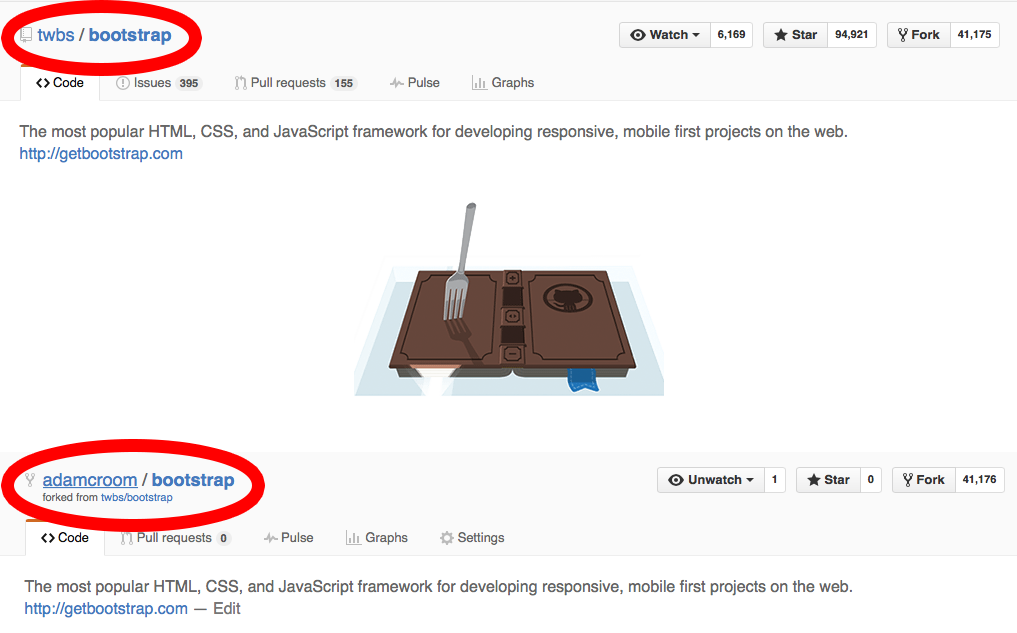 twbs / bootstrap Watch 6,169 Star 94,921 Fork 41,175
Code Issues 395 Pull requests 155 Pulse Graphs
The most popular HTML, CSS, and JavaScript framework for developing responsive, mobile first projects on the web.
http://getbootstrap.com
adamcroom / bootstrap Unwatch 1 Star 0 Fork 41,176
forked from twbs/bootstrap
Code Pull requests 0 Pulse Graphs Settings
The most popular HTML, CSS, and JavaScript framework for developing responsive, mobile first projects on the web.
http://getbootstrap.com — Edit